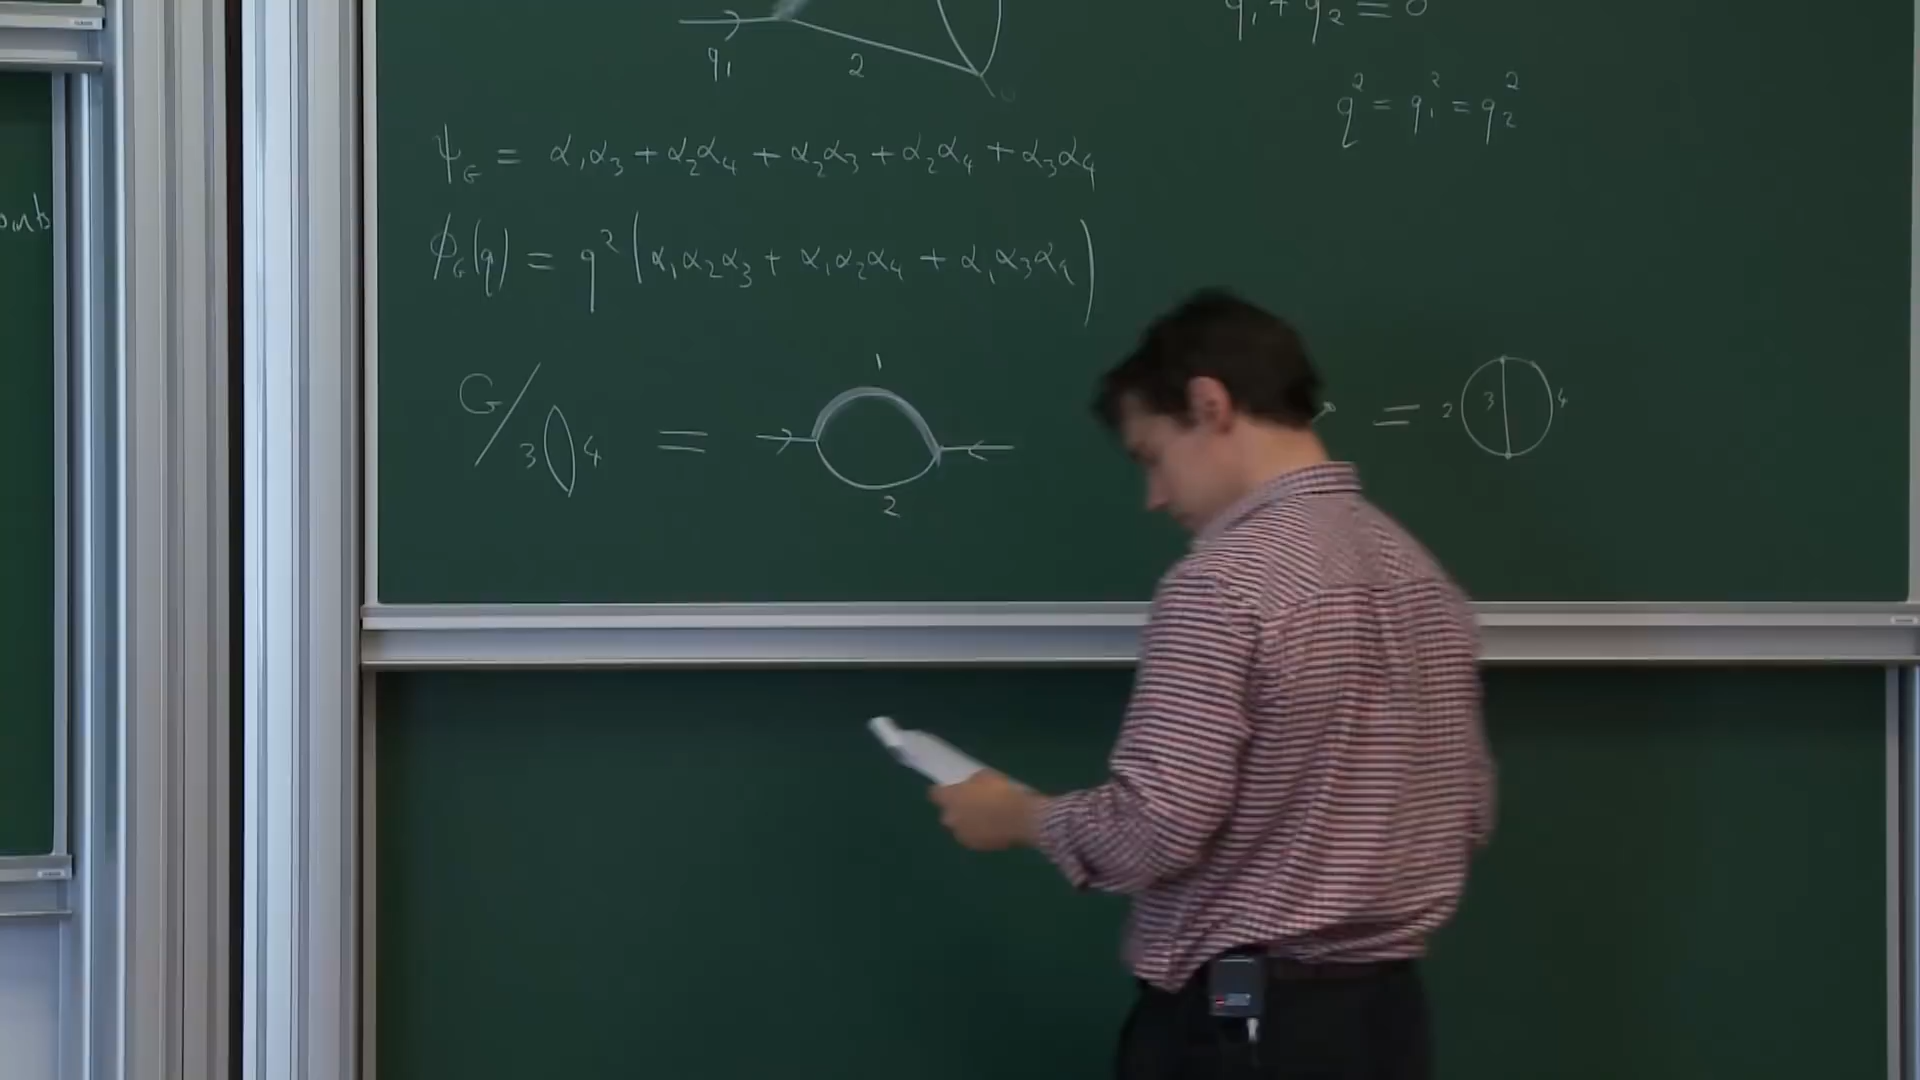 q₁ + q₂ = 0
q₁
2
q² = q₁² = q₂²
ψ_G = α₁α₃ + α₂α₄ + α₂α₃ + α₂α₄ + α₃α₄
onts
ϕ_G(q) = q² (α₁α₂α₃ + α₁α₂α₄ + α₁α₃α₄)
1
G / 3 4 =
= 2 3 4
2